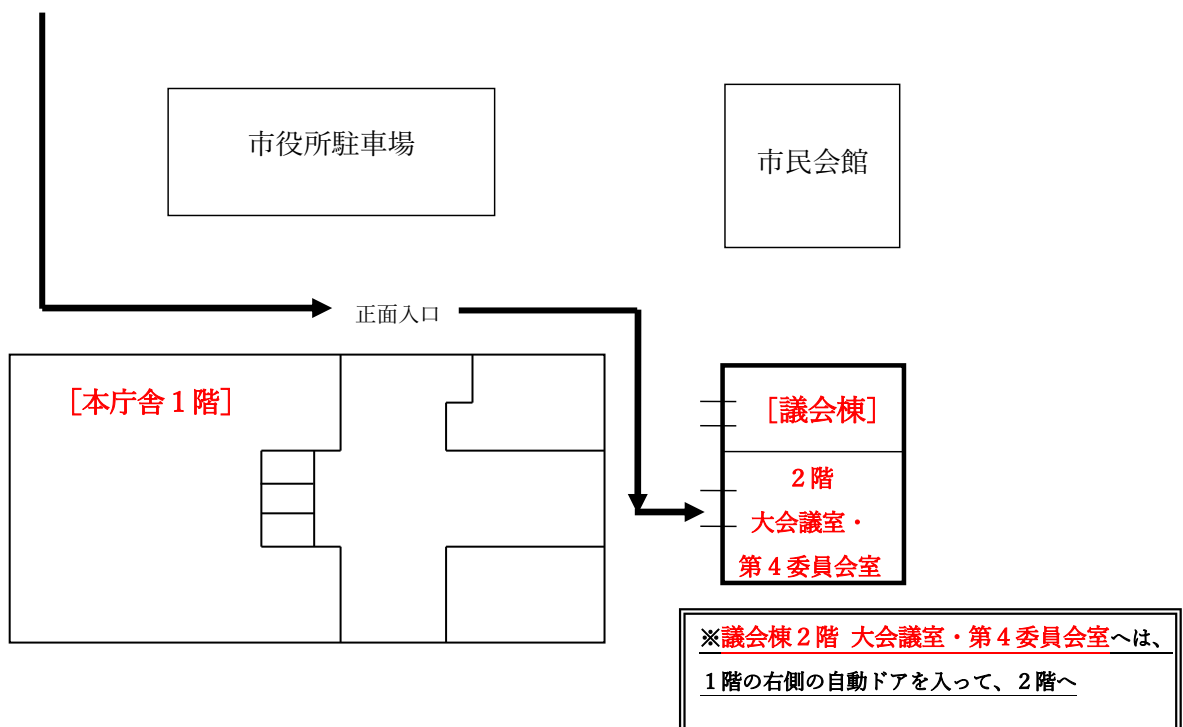 市役所駐車場
市民会館
正面入口
［本庁舎１階］
［議会棟］
２階
大会議室・
第４委員会室
※議会棟２階 大会議室・第４委員会室へは、
１階の右側の自動ドアを入って、２階へ